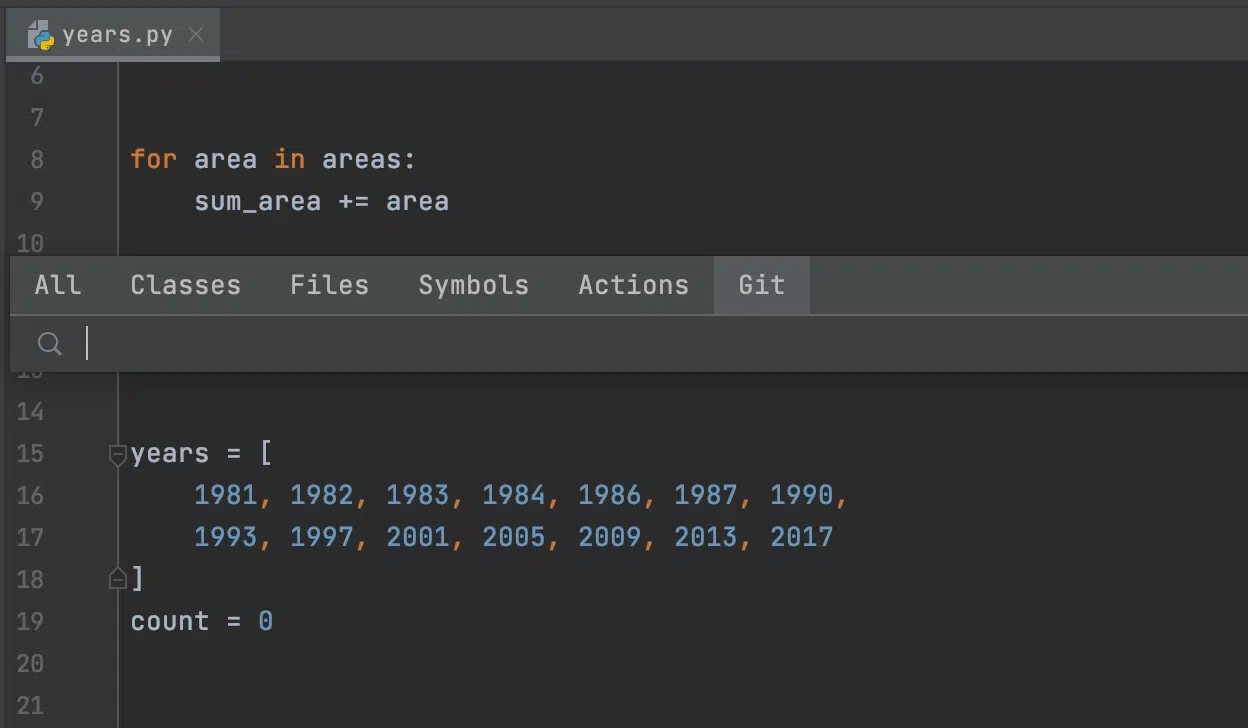 years.py
6
7
8 for area in areas:
9 sum_area += area
10
All Classes Files Symbols Actions Git
14
15 years = [
16 1981, 1982, 1983, 1984, 1986, 1987, 1990,
17 1993, 1997, 2001, 2005, 2009, 2013, 2017
18 ]
19 count = 0
20
21